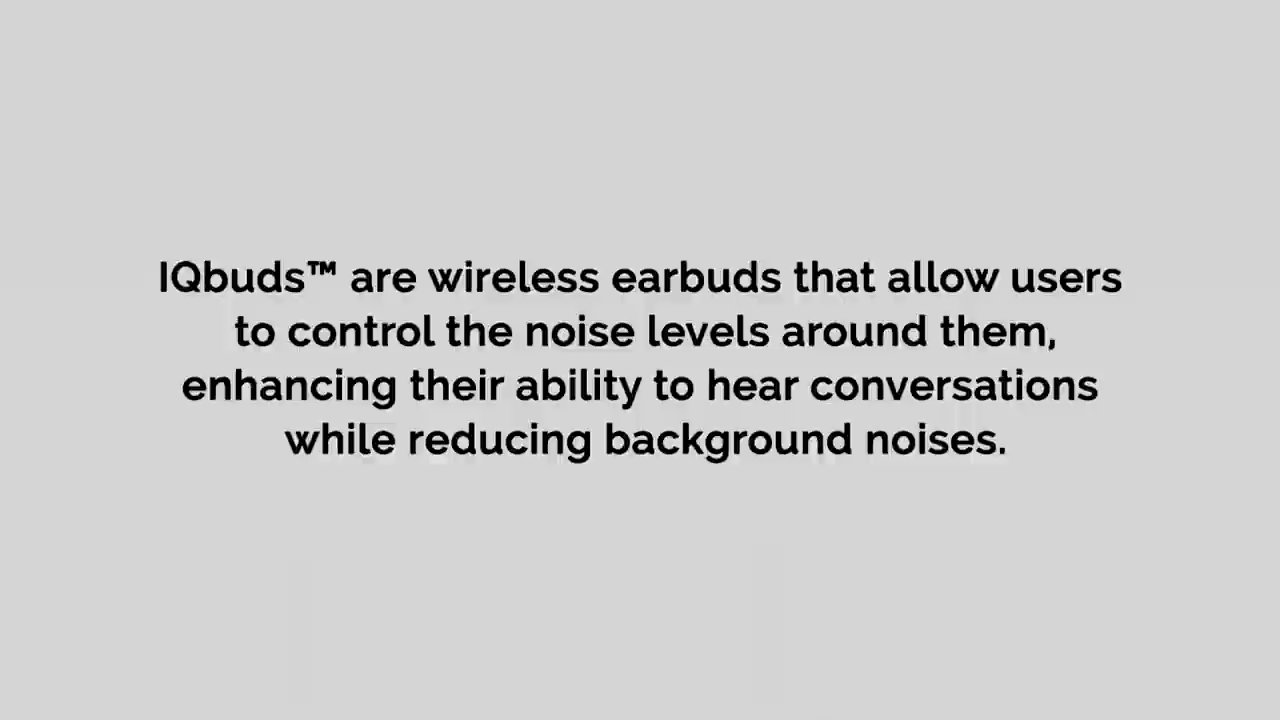 IQbuds™ are wireless earbuds that allow users
to control the noise levels around them,
enhancing their ability to hear conversations
while reducing background noises.